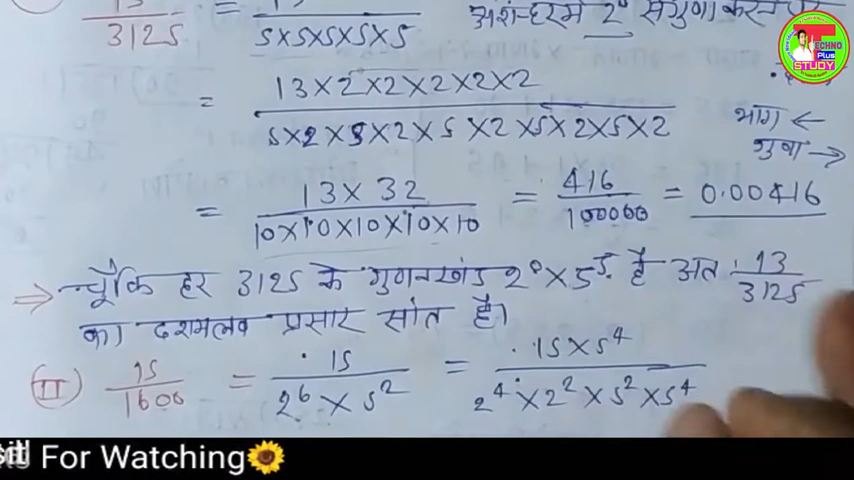 3125 5×5×5×5×5
अंश-हरमे 2⁵ सेगुणा करने पर
= 13×2×2×2×2×2
5×2×5×2×5×2×5×2×5×2
भाग ←
गुणा →
= 13×32 = 416 = 0.00416
10×10×10×10×10 100000
⇒ चूँकि हर 3125 के गुणनखंड 2⁰×5⁵ है अत: 13
3125
का दशमलव प्रसार सांत है।
(II) 15 = 15 = 15×5⁴
1600 2⁶×5² 2⁴×2²×5²×5⁴
TECHNO
Plus
STUDY
For Watching🌻